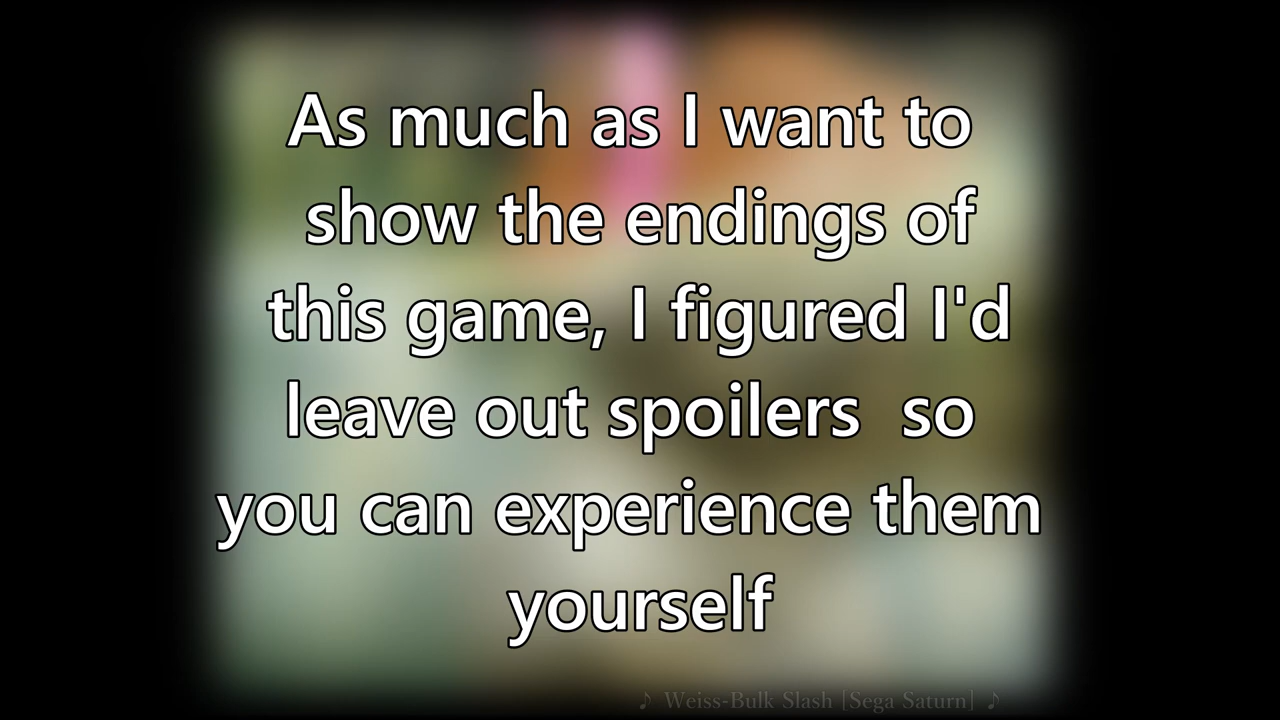 As much as I want to
show the endings of
this game, I figured I'd
leave out spoilers  so
you can experience them
yourself
♪ Weiss-Bulk Slash [Sega Saturn] ♪